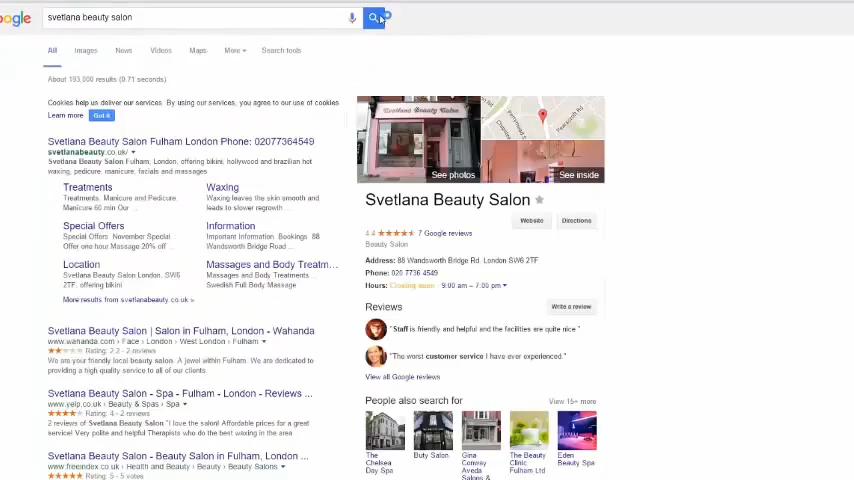 oogle
svetlana beauty salon
All Images News Videos Maps More Search tools
About 193,000 results (0.71 seconds)
Cookies help us deliver our services. By using our services, you agree to our use of cookies
Learn more Got it
Svetlana Beauty Salon Fulham London Phone: 02077364549
svetlanabeauty.co.uk/
Svetlana Beauty Salon Fulham, London, offering bikini, hollywood and brazilian hot
waxing, pedicure, manicure, facials and massages
Treatments
Treatments, Manicure and Pedicure.
Manicure 60 min Our ...
Waxing
Waxing leaves the skin smooth and
leads to slower regrowth ...
Special Offers
Special Offers November Special
Offer one hour Massage 20% off ...
Information
Important Information. Bookings. 88
Wandsworth Bridge Road ...
Location
Svetlana Beauty Salon London, SW6
2TF, offering bikini
Massages and Body Treatm...
Massages and Body Treatments
Swedish Full Body Massage
More results from svetlanabeauty.co.uk »
Svetlana Beauty Salon | Salon in Fulham, London - Wahanda
www.wahanda.com › Face › London › West London › Fulham
Rating: 2.2 - 2 reviews
We are your friendly local beauty salon. A jewel within Fulham. We are dedicated to
providing a high quality service to all of our clients.
Svetlana Beauty Salon - Spa - Fulham - London - Reviews ...
www.yelp.co.uk › Beauty & Spas › Spa
Rating: 4 - 2 reviews
2 reviews of Svetlana Beauty Salon "I love the salon! Affordable prices for a great
service! Very polite and helpful Therapists who do the best waxing in the area
Svetlana Beauty Salon - Beauty Salon in Fulham, London ...
www.freeindex.co.uk › Health and Beauty › Beauty › Beauty Salons
Rating: 5 - 5 votes
Svetlana Beauty Salon
See photos
See inside
Svetlana Beauty Salon
Website Directions
4.4 7 Google reviews
Beauty Salon
Address: 88 Wandsworth Bridge Rd, London SW6 2TF
Phone: 020 7736 4549
Hours: Closing soon · 9:00 am – 7:00 pm
Reviews Write a review
"Staff is friendly and helpful and the facilities are quite nice "
"The worst customer service I have ever experienced."
View all Google reviews
People also search for View 15+ more
The
Chelsea
Day Spa
Buty Salon
Gina
Conway
Aveda
Salons &
The Beauty
Clinic
Fulham Ltd
Eden
Beauty Spa